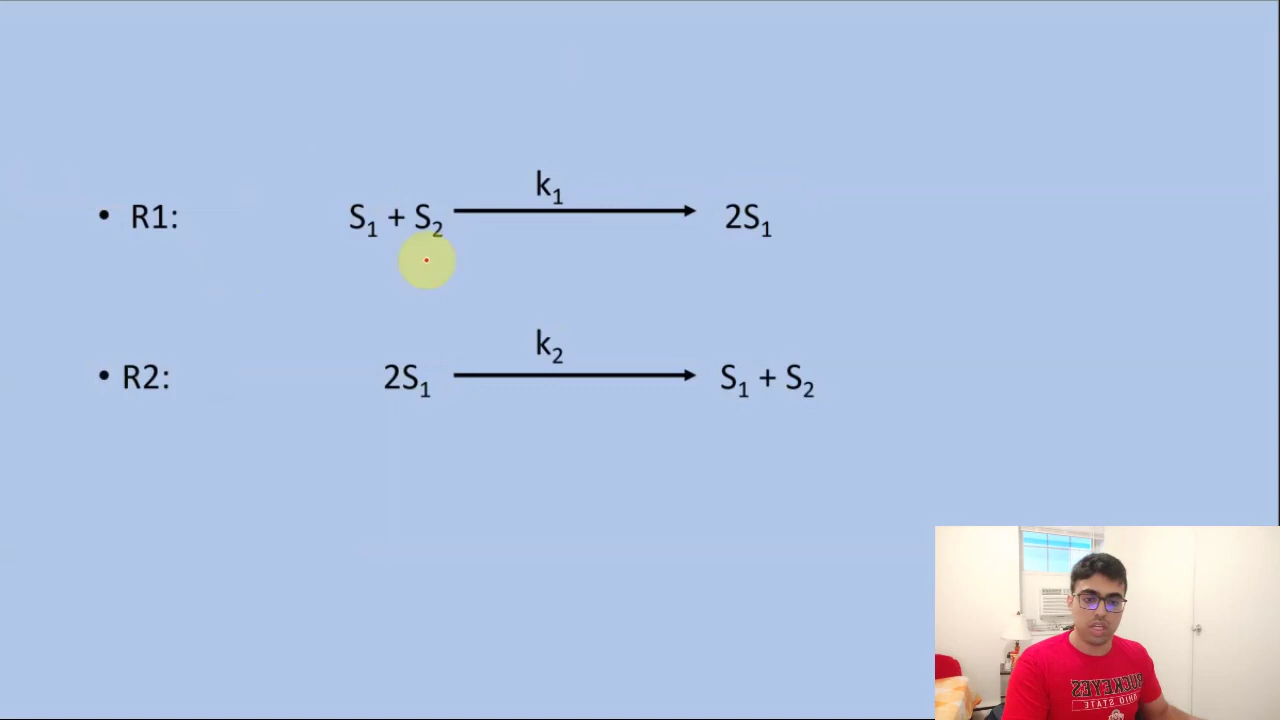 k₁
• R1: S₁ + S₂ 2S₁
k₂
• R2: 2S₁ S₁ + S₂
BUCKEYES
OHIO STATE